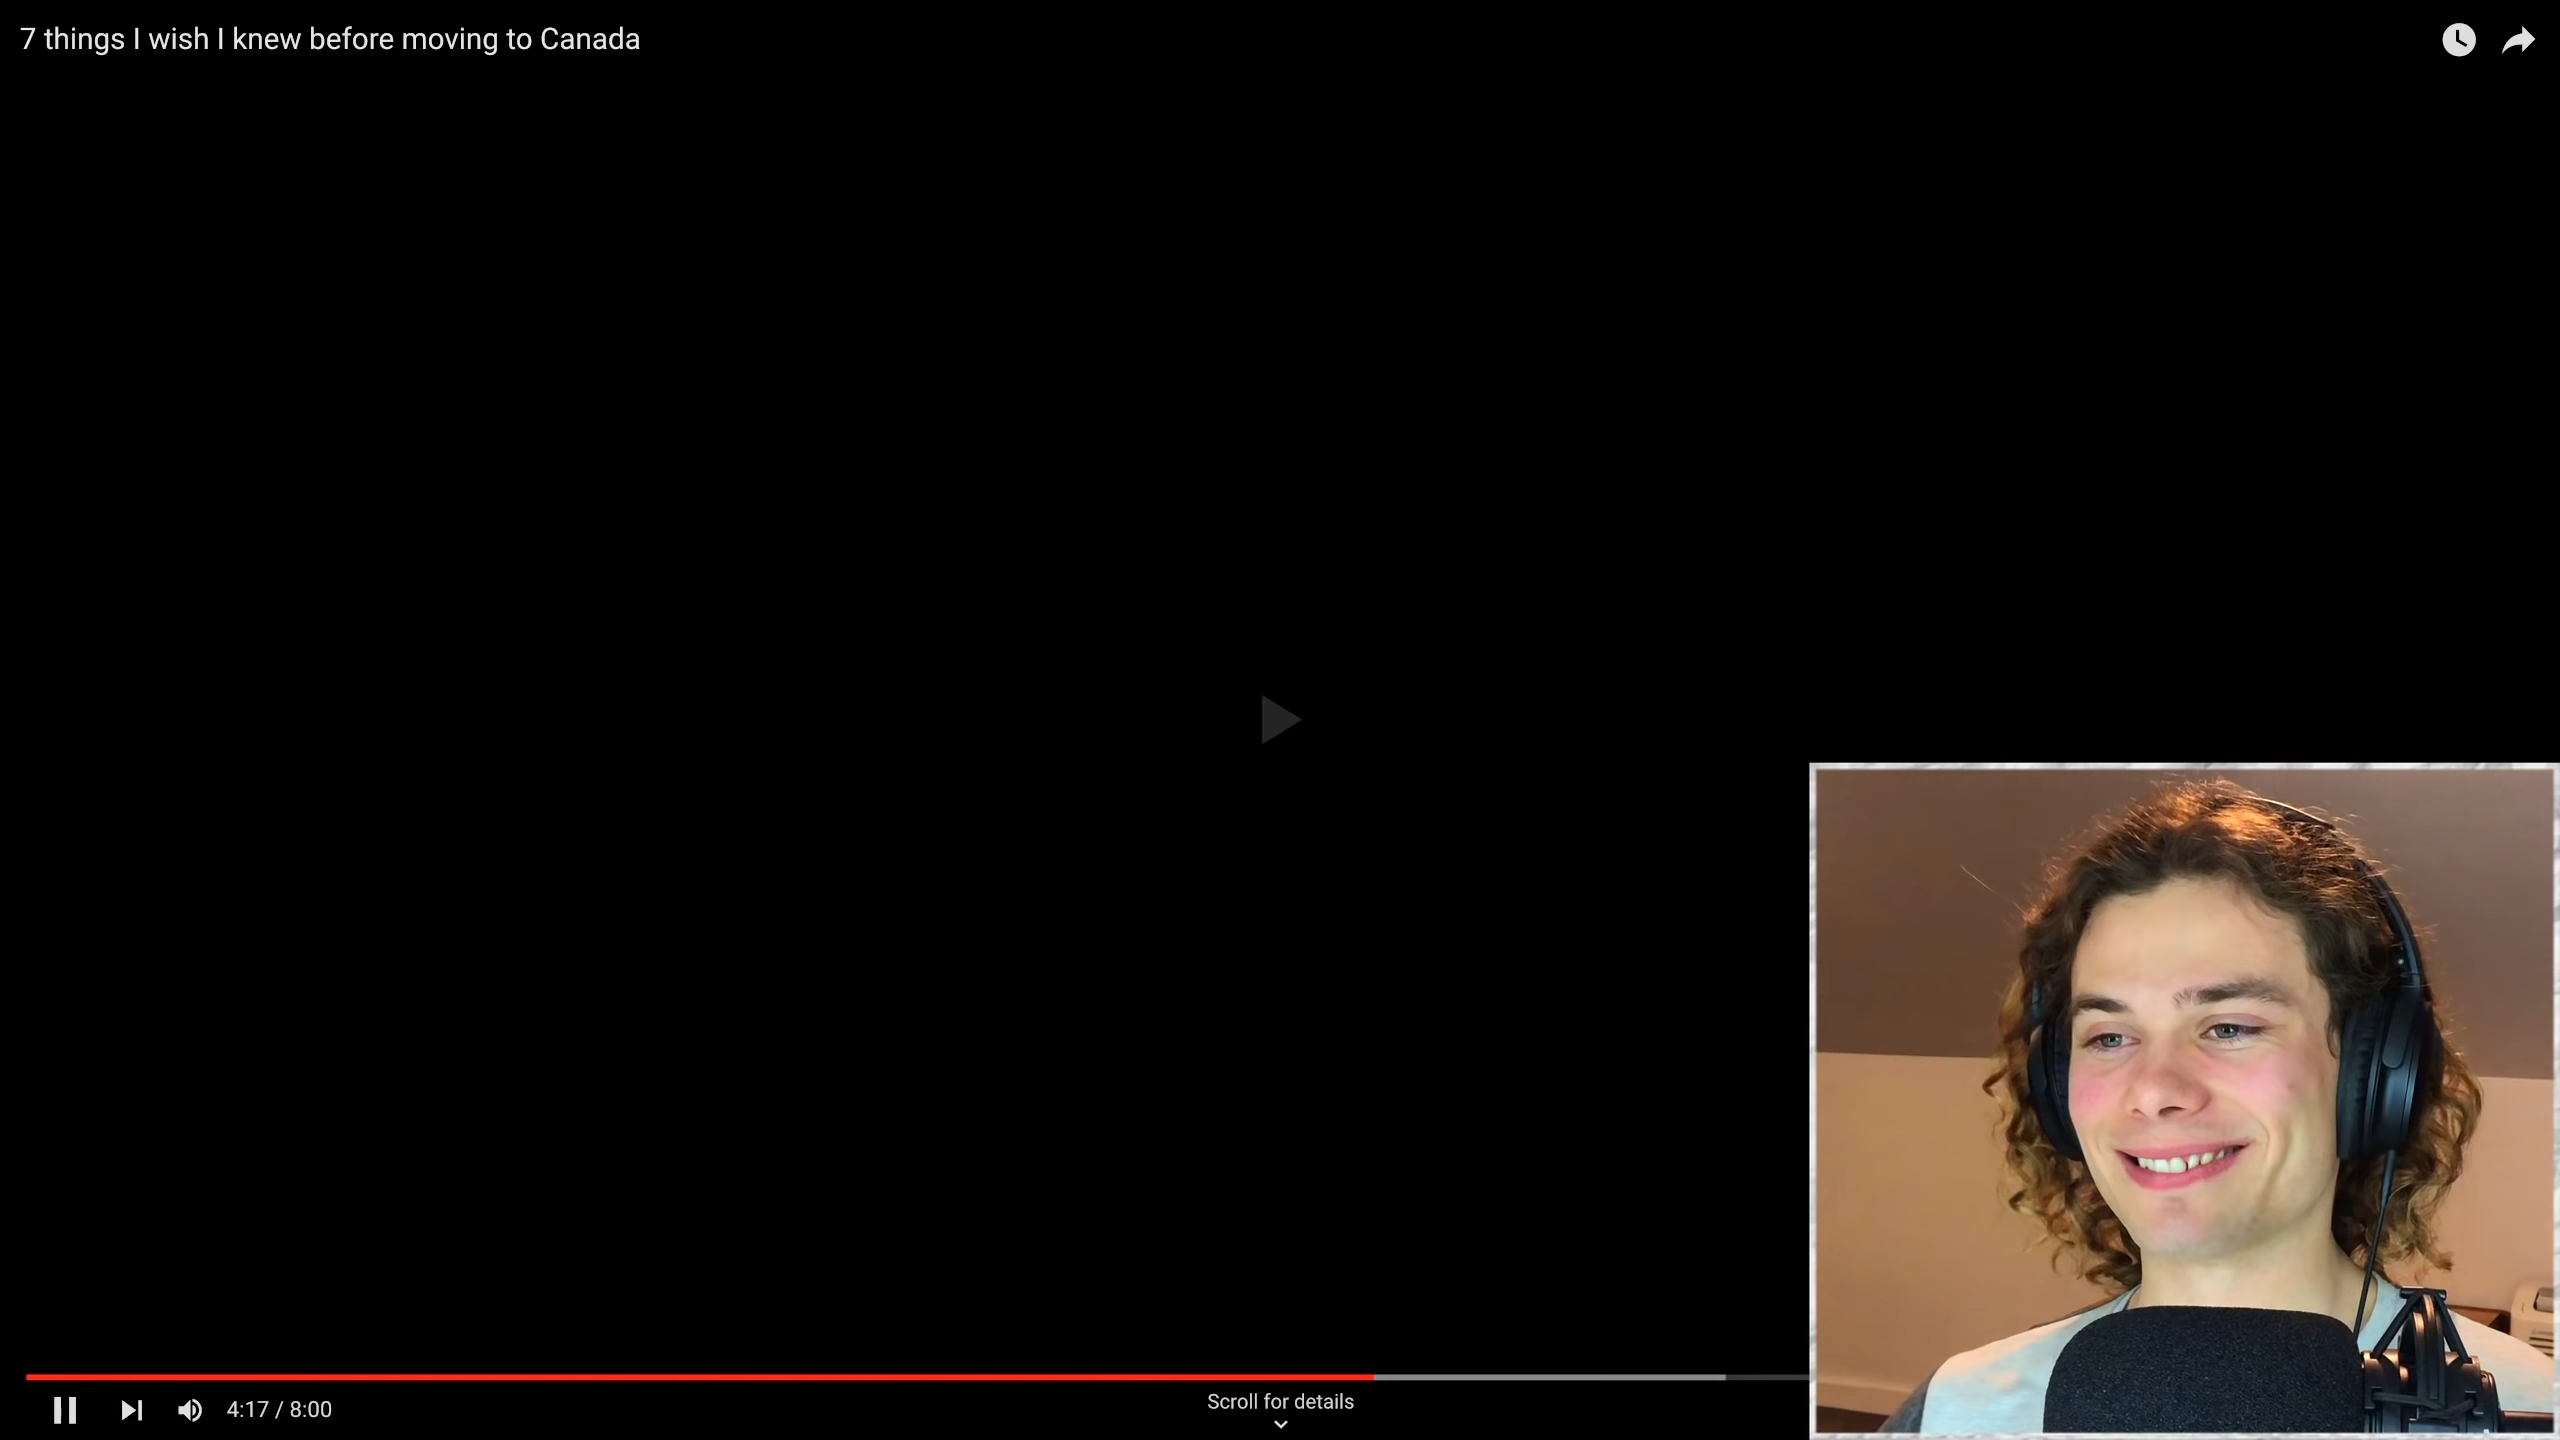 7 things I wish I knew before moving to Canada
4:17 / 8:00
Scroll for details